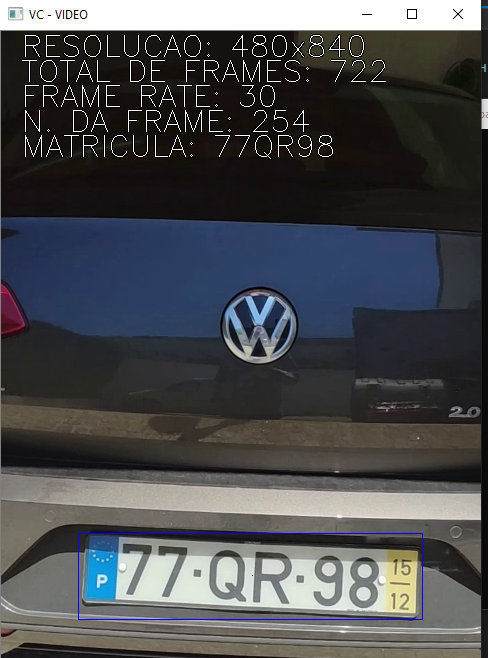 VC - VIDEO
RESOLUCAO: 480x840
TOTAL DE FRAMES: 722
FRAME RATE: 30
N. DA FRAME: 254
MATRICULA: 77QR98
2.0
P 77·QR·98 15
12